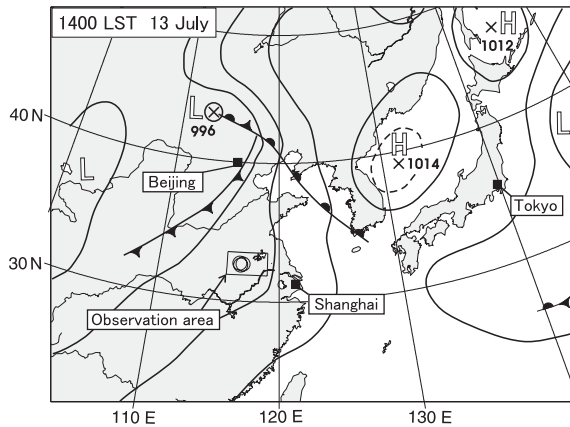 1400 LST 13 July
H
1012
40 N
L
996
H
1014
L
L
Beijing
Tokyo
30 N
Shanghai
Observation area
110 E
120 E
130 E